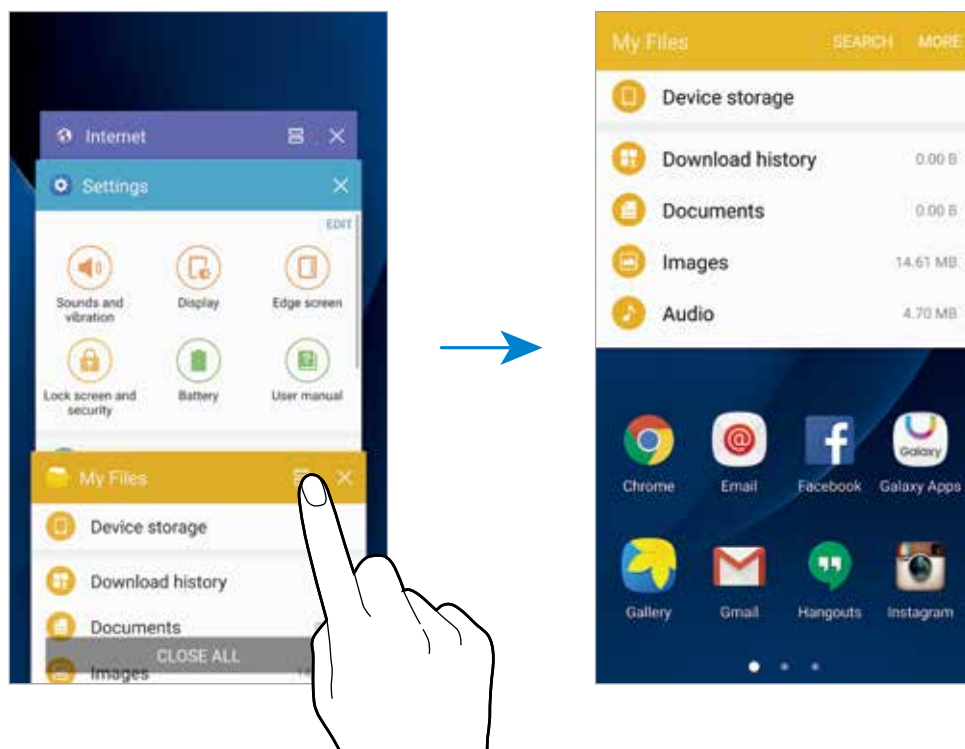 Internet
Settings
EDIT
Sounds and
vibration
Display
Edge screen
Lock screen and
security
Battery
User manual
My Files
Device storage
Download history
Documents
CLOSE ALL
Images
My Files SEARCH MORE
Device storage
Download history 0.00 B
Documents 0.00 B
Images 14.61 MB
Audio 4.70 MB
Galaxy
Chrome Email Facebook Galaxy Apps
Gallery Gmail Hangouts Instagram